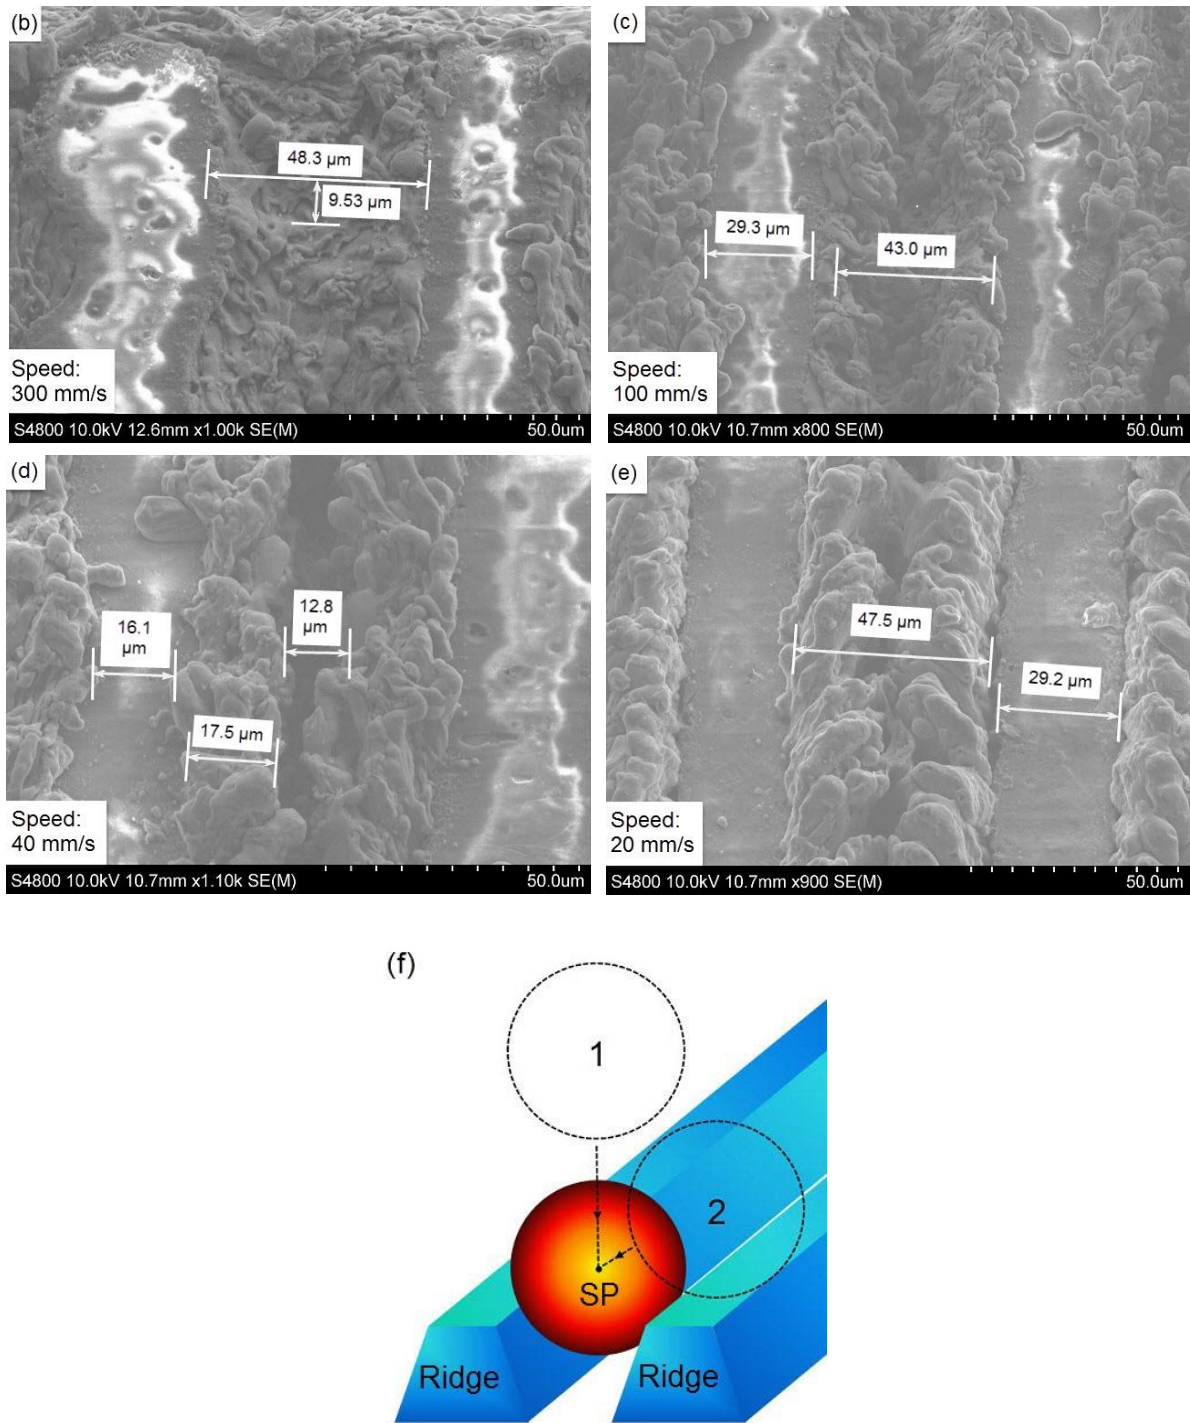 (b)
48.3 µm
9.53 µm
Speed:
300 mm/s
S4800 10.0kV 12.6mm x1.00k SE(M)
50.0um
(c)
29.3 µm
43.0 µm
Speed:
100 mm/s
S4800 10.0kV 10.7mm x800 SE(M)
50.0um
(d)
16.1
µm
12.8
µm
17.5 µm
Speed:
40 mm/s
S4800 10.0kV 10.7mm x1.10k SE(M)
50.0um
(e)
47.5 µm
29.2 µm
Speed:
20 mm/s
S4800 10.0kV 10.7mm x900 SE(M)
50.0um
(f)
1
2
SP
Ridge
Ridge